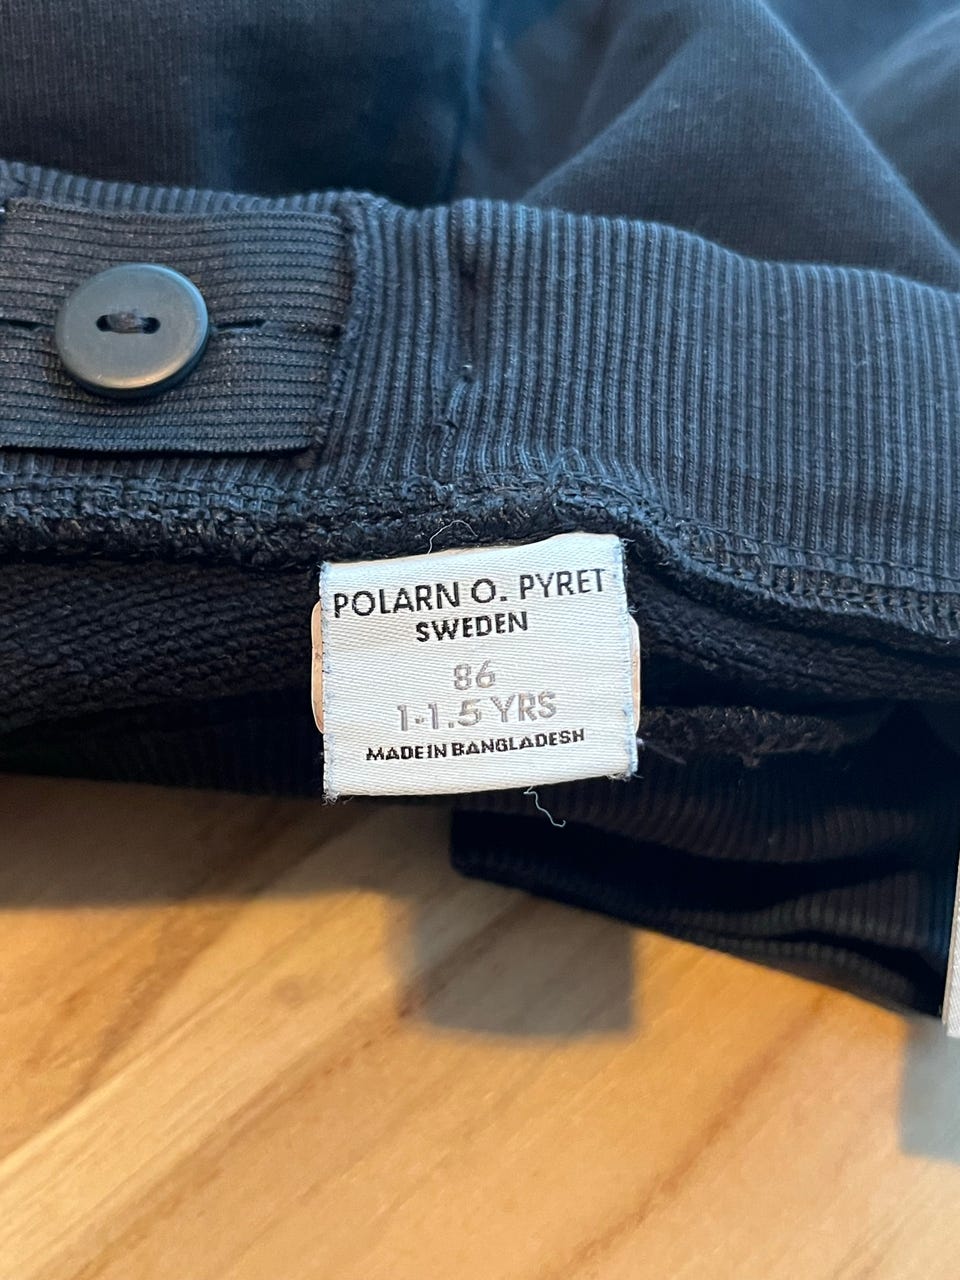 POLARN O. PYRET
SWEDEN
86
1-1.5 YRS
MADE IN BANGLADESH